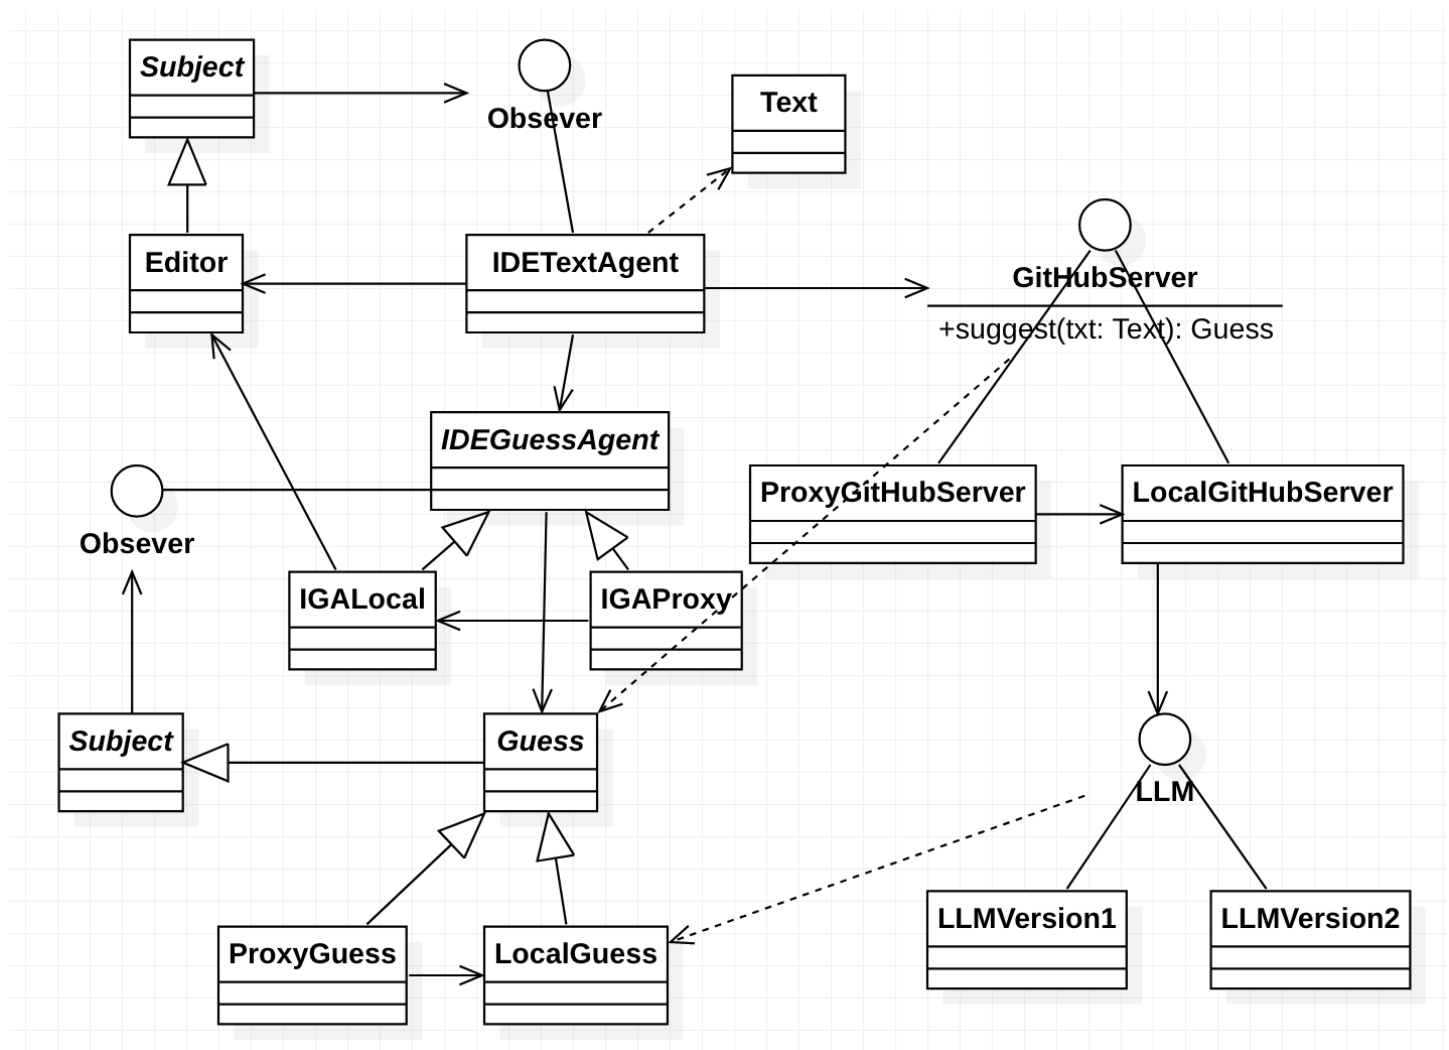 Subject
Obsever
Text
Editor
IDETextAgent
GitHubServer
+suggest(txt: Text): Guess
IDEGuessAgent
Obsever
ProxyGitHubServer
LocalGitHubServer
IGALocal
IGAProxy
Subject
Guess
LLM
ProxyGuess
LocalGuess
LLMVersion1
LLMVersion2